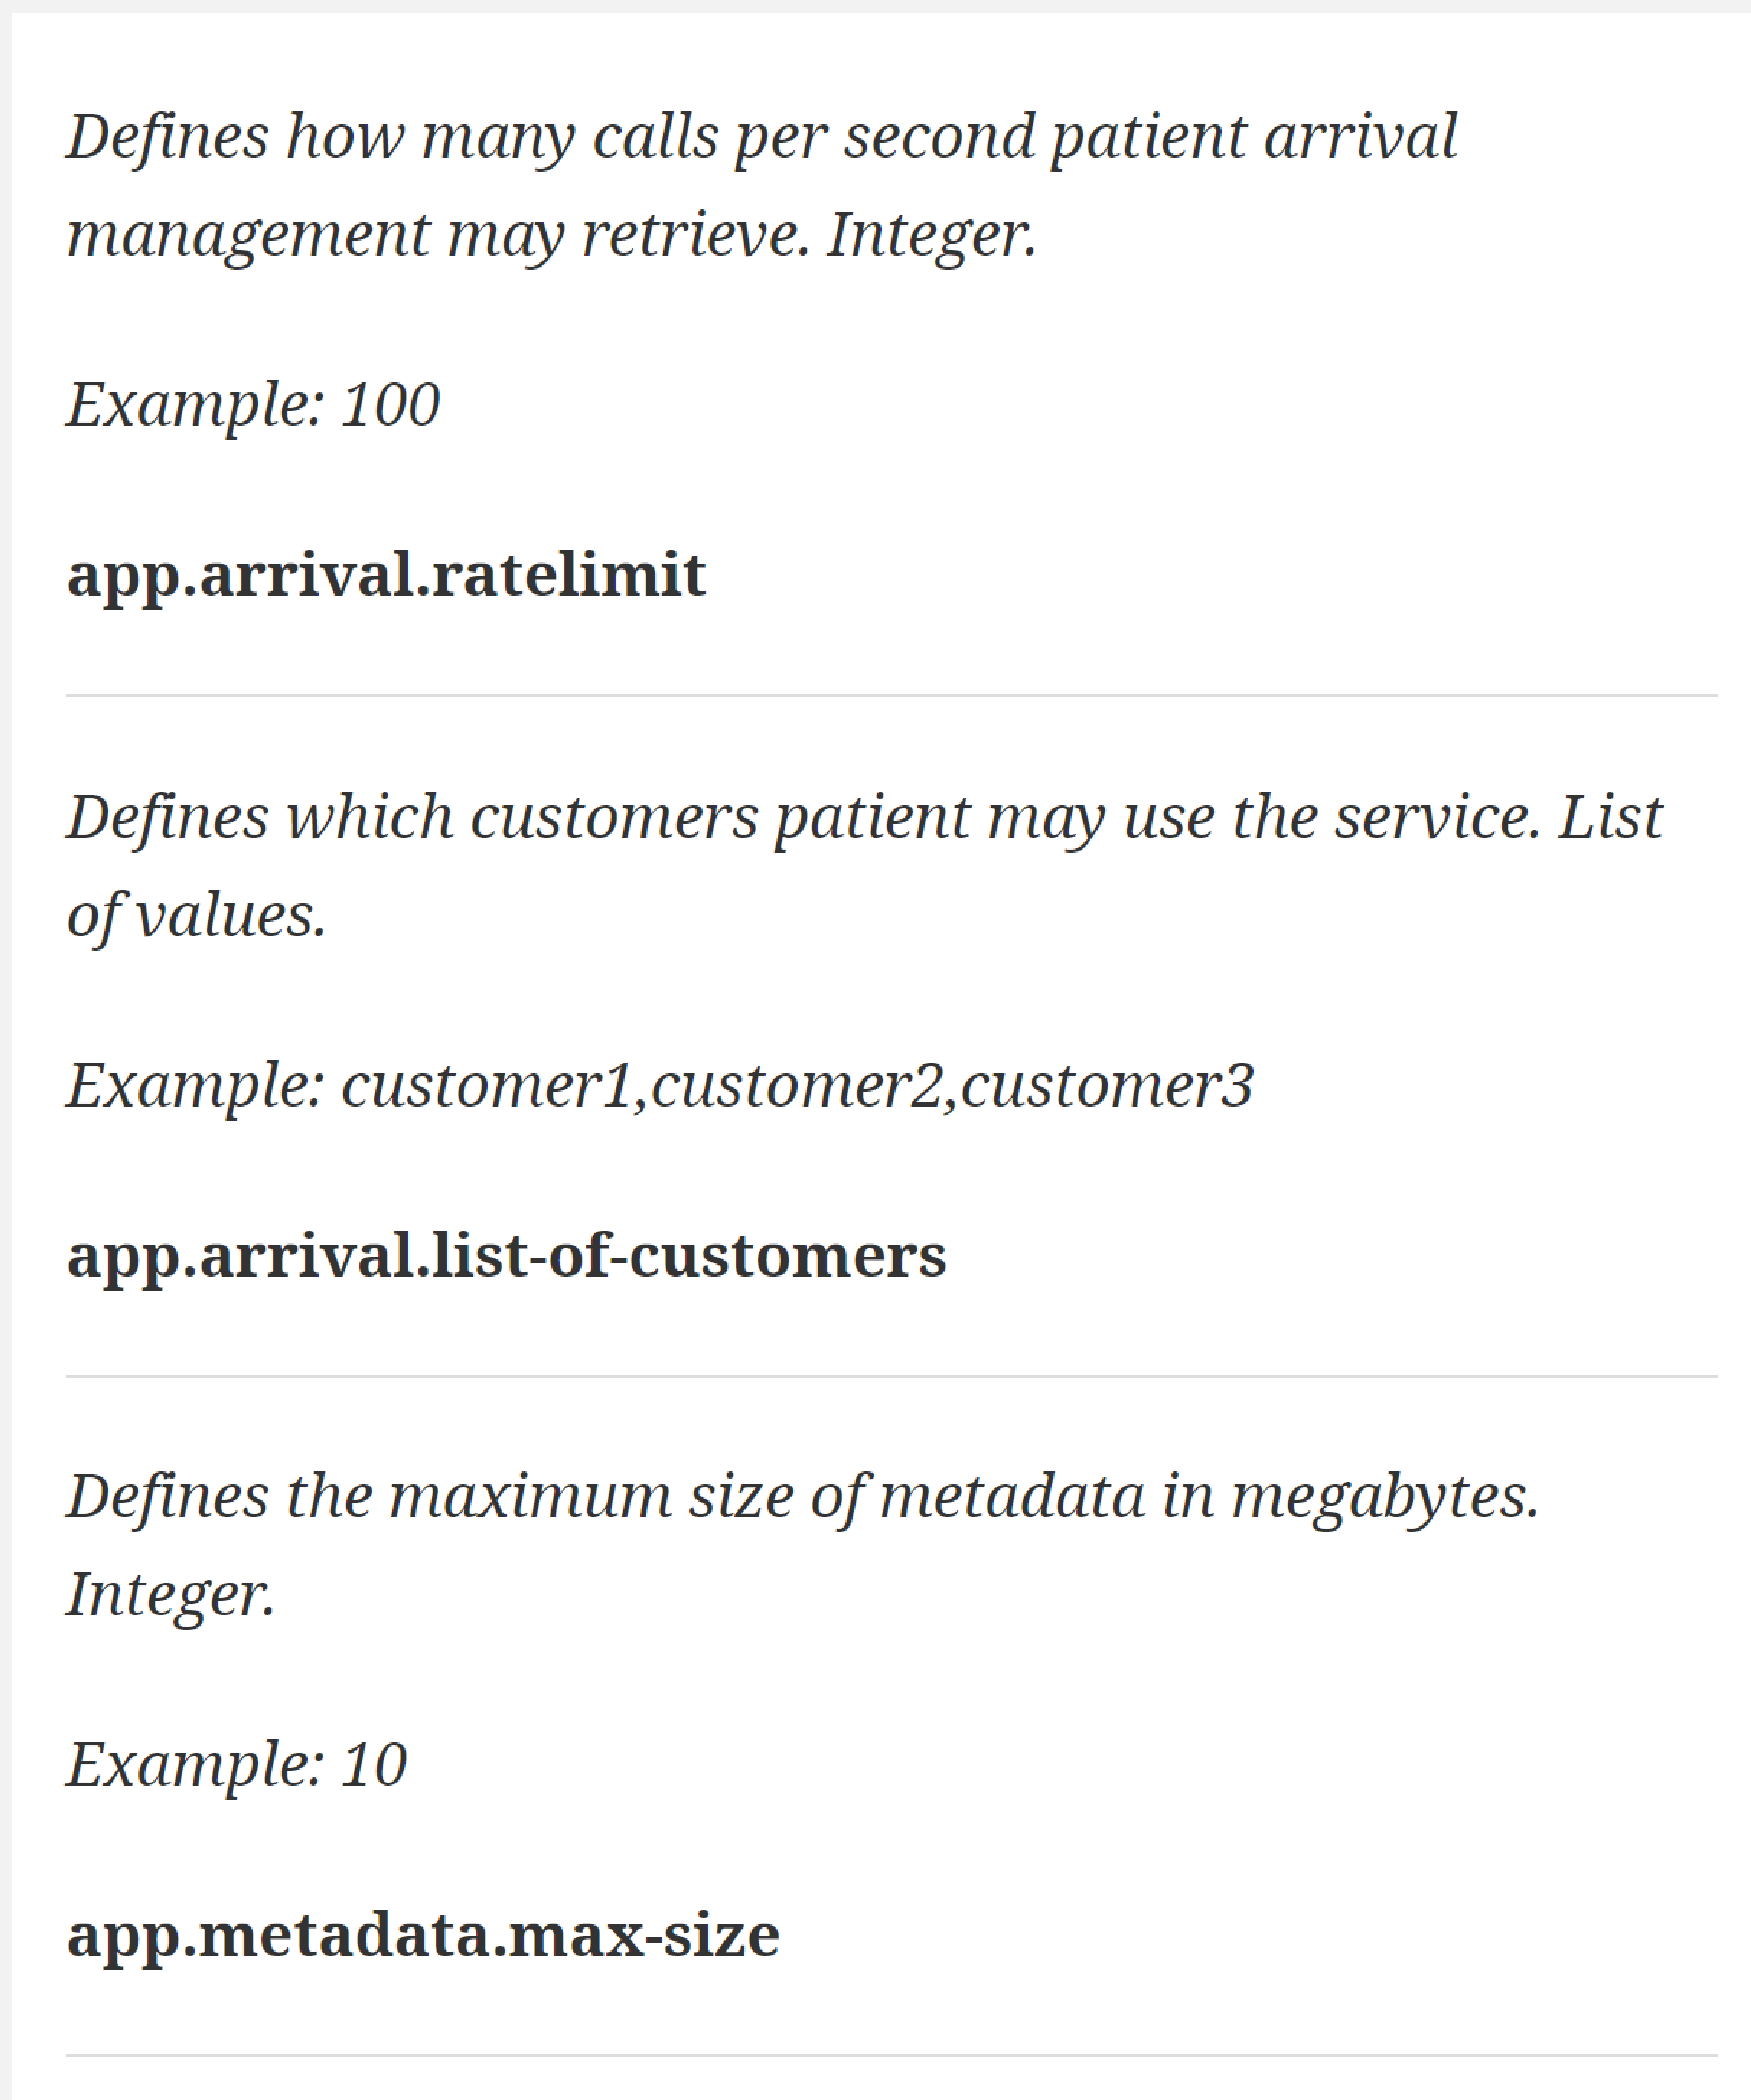 Defines how many calls per second patient arrival
management may retrieve. Integer.
Example: 100
app.arrival.ratelimit
Defines which customers patient may use the service. List
of values.
Example: customer1,customer2,customer3
app.arrival.list-of-customers
Defines the maximum size of metadata in megabytes.
Integer.
Example: 10
app.metadata.max-size